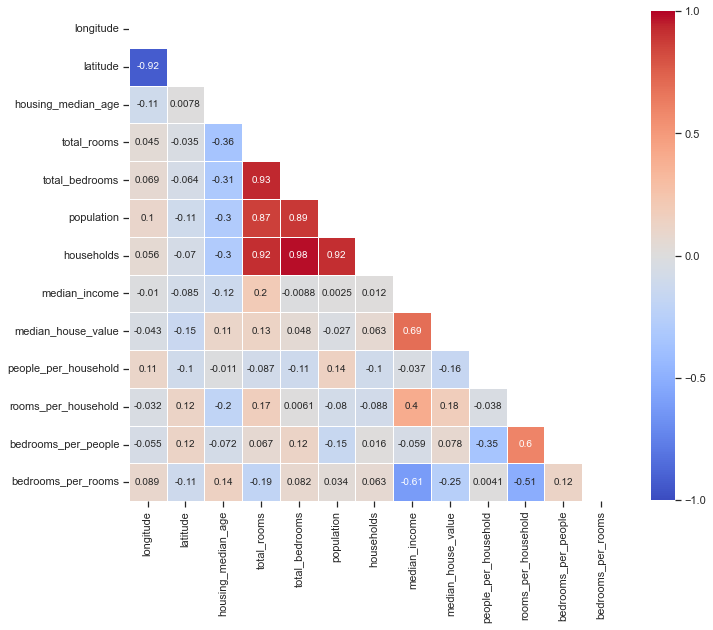 longitude
latitude -0.92
housing_median_age -0.11 0.0078
total_rooms 0.045 -0.035 -0.36
total_bedrooms 0.069 -0.064 -0.31 0.93
population 0.1 -0.11 -0.3 0.87 0.89
households 0.056 -0.07 -0.3 0.92 0.98 0.92
median_income -0.01 -0.085 -0.12 0.2 -0.0088 0.0025 0.012
median_house_value -0.043 -0.15 0.11 0.13 0.048 -0.027 0.063 0.69
people_per_household 0.11 -0.1 -0.011 -0.087 -0.11 0.14 -0.1 -0.037 -0.16
rooms_per_household -0.032 0.12 -0.2 0.17 0.0061 -0.08 -0.088 0.4 0.18 -0.038
bedrooms_per_people -0.055 0.12 -0.072 0.067 0.12 -0.15 0.016 -0.059 0.078 -0.35 0.6
bedrooms_per_rooms 0.089 -0.11 0.14 -0.19 0.082 0.034 0.063 -0.61 -0.25 0.0041 -0.51 0.12
longitude
latitude
housing_median_age
total_rooms
total_bedrooms
population
households
median_income
median_house_value
people_per_household
rooms_per_household
bedrooms_per_people
bedrooms_per_rooms
1.0
0.5
0.0
-0.5
-1.0